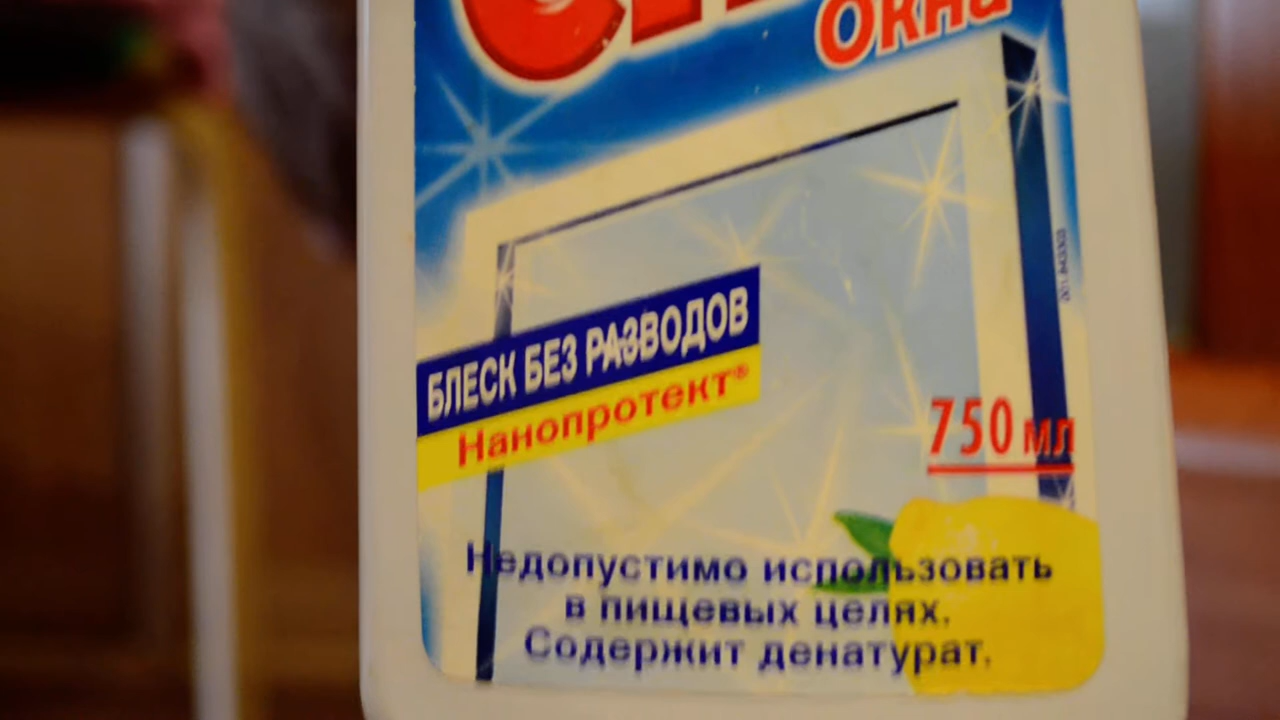 Окна
БЛЕСК БЕЗ РАЗВОДОВ
Нанопротект®
750 мл
Недопустимо использовать
в пищевых целях.
Содержит денатурат.